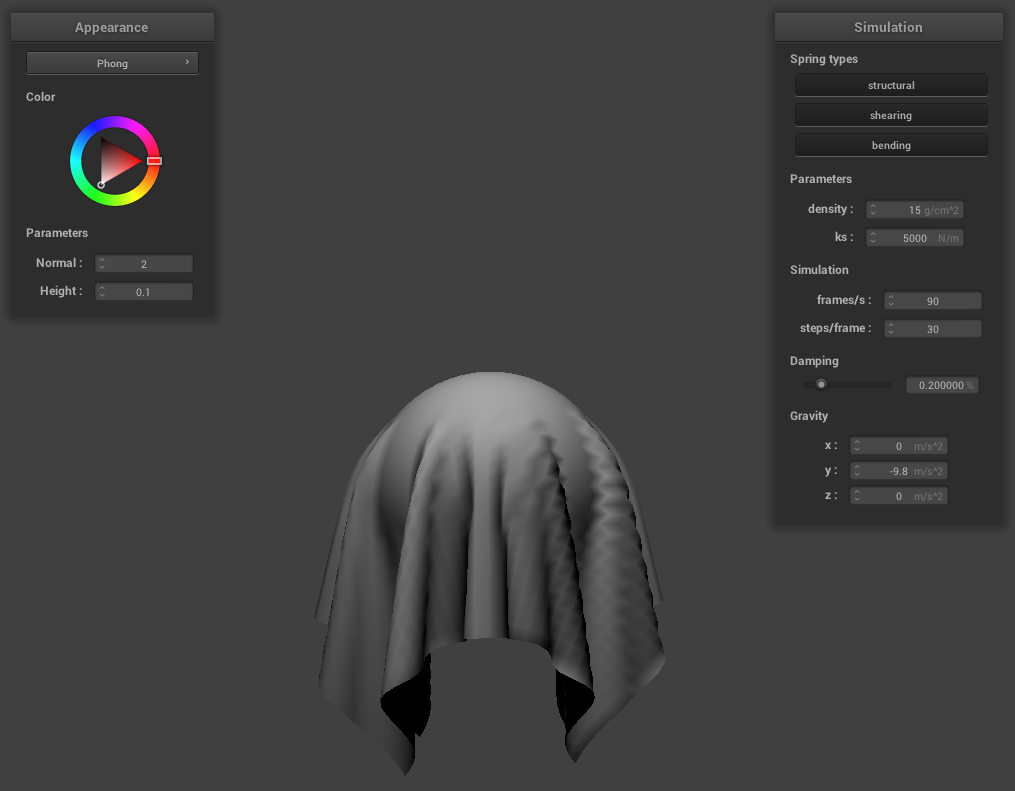 Appearance
Phong
Color
Parameters
Normal : 2
Height : 0.1
Simulation
Spring types
structural
shearing
bending
Parameters
density : 15 g/cm^2
ks : 5000 N/m
Simulation
frames/s : 90
steps/frame : 30
Damping
0.200000 %
Gravity
x : 0 m/s^2
y : -9.8 m/s^2
z : 0 m/s^2